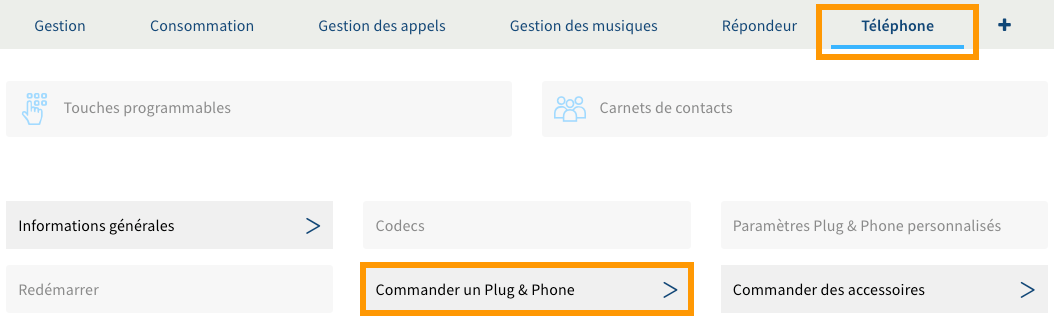 Gestion Consommation Gestion des appels Gestion des musiques Répondeur Téléphone +
Touches programmables Carnets de contacts
Informations générales > Codecs Paramètres Plug & Phone personnalisés
Redémarrer Commander un Plug & Phone > Commander des accessoires >